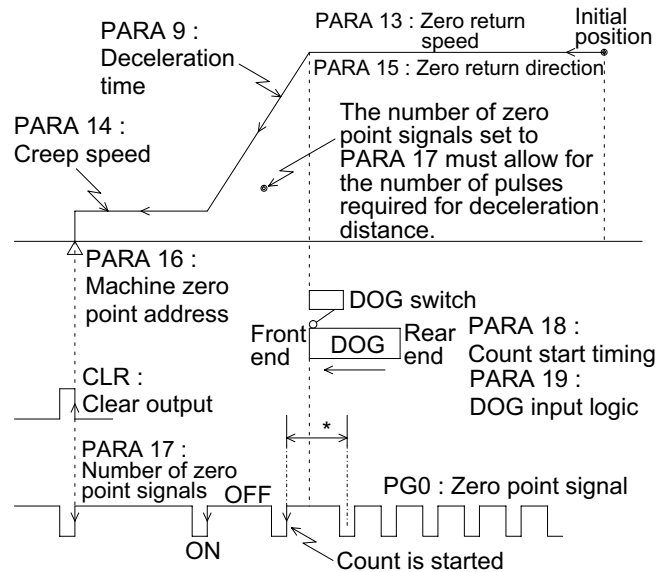 PARA 9 :
Deceleration
time
PARA 13 : Zero return
speed
Initial
position
PARA 15 : Zero return direction
PARA 14 :
Creep speed
The number of zero
point signals set to
PARA 17 must allow for
the number of pulses
required for deceleration
distance.
PARA 16 :
Machine zero
point address
DOG switch
Front
end
DOG
Rear
end
PARA 18 :
Count start timing
PARA 19 :
DOG input logic
CLR :
Clear output
*
PARA 17 :
Number of zero
point signals
OFF
PG0 : Zero point signal
ON
Count is started